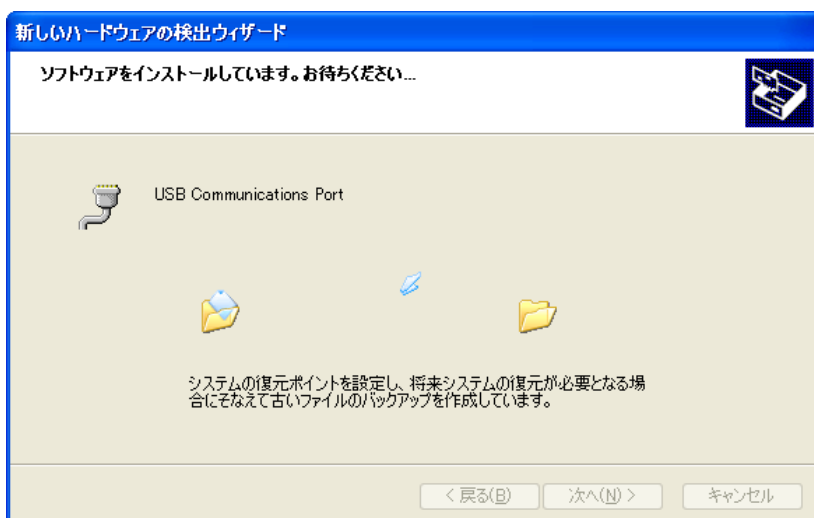 新しいハードウェアの検出ウィザード
ソフトウェアをインストールしています。お待ちください...
USB Communications Port
システムの復元ポイントを設定し、将来システムの復元が必要となる場
合にそなえて古いファイルのバックアップを作成しています。
< 戻る(B) 次へ(N) > キャンセル